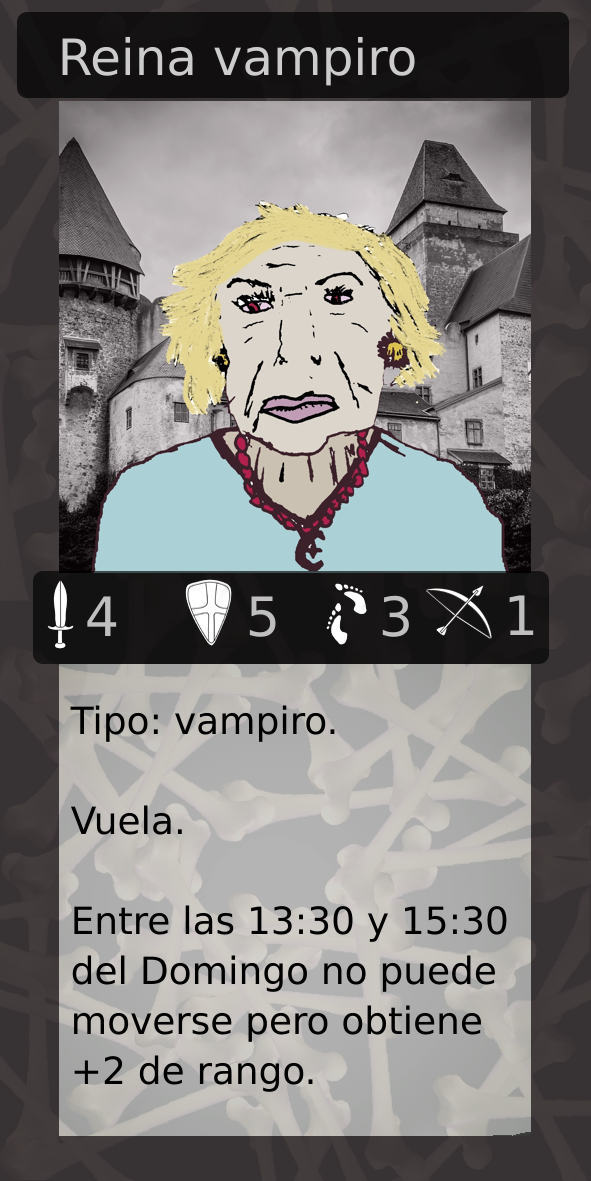 Reina vampiro
4 5 3 1
Tipo: vampiro.
Vuela.
Entre las 13:30 y 15:30
del Domingo no puede
moverse pero obtiene
+2 de rango.